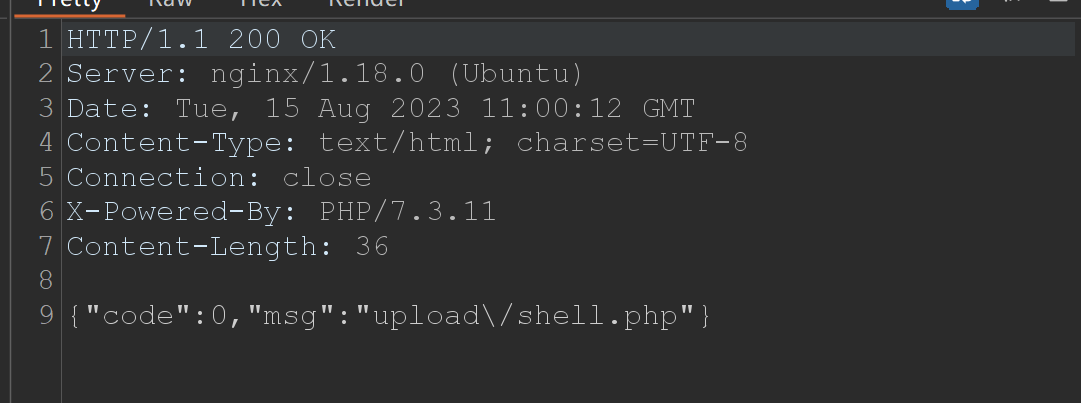 Pretty Raw Hex Render
1 HTTP/1.1 200 OK
2 Server: nginx/1.18.0 (Ubuntu)
3 Date: Tue, 15 Aug 2023 11:00:12 GMT
4 Content-Type: text/html; charset=UTF-8
5 Connection: close
6 X-Powered-By: PHP/7.3.11
7 Content-Length: 36
8
9 {"code":0,"msg":"upload\/shell.php"}